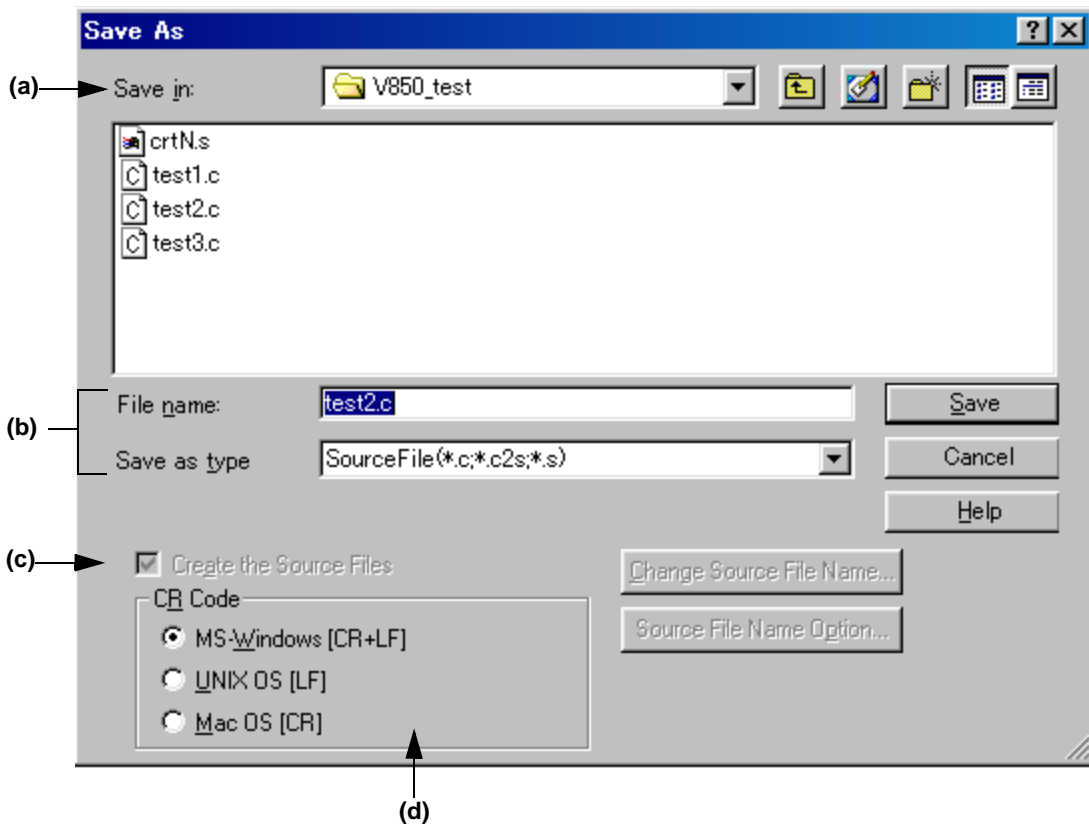 Save As
(a)
Save in:
V850_test
crtN.s
test1.c
test2.c
test3.c
(b)
File name:
test2.c
Save
Save as type
SourceFile(*.c;*.c2s;*.s)
Cancel
Help
(c)
Create the Source Files
Change Source File Name...
CR Code
MS-Windows [CR+LF]
Source File Name Option...
UNIX OS [LF]
Mac OS [CR]
(d)